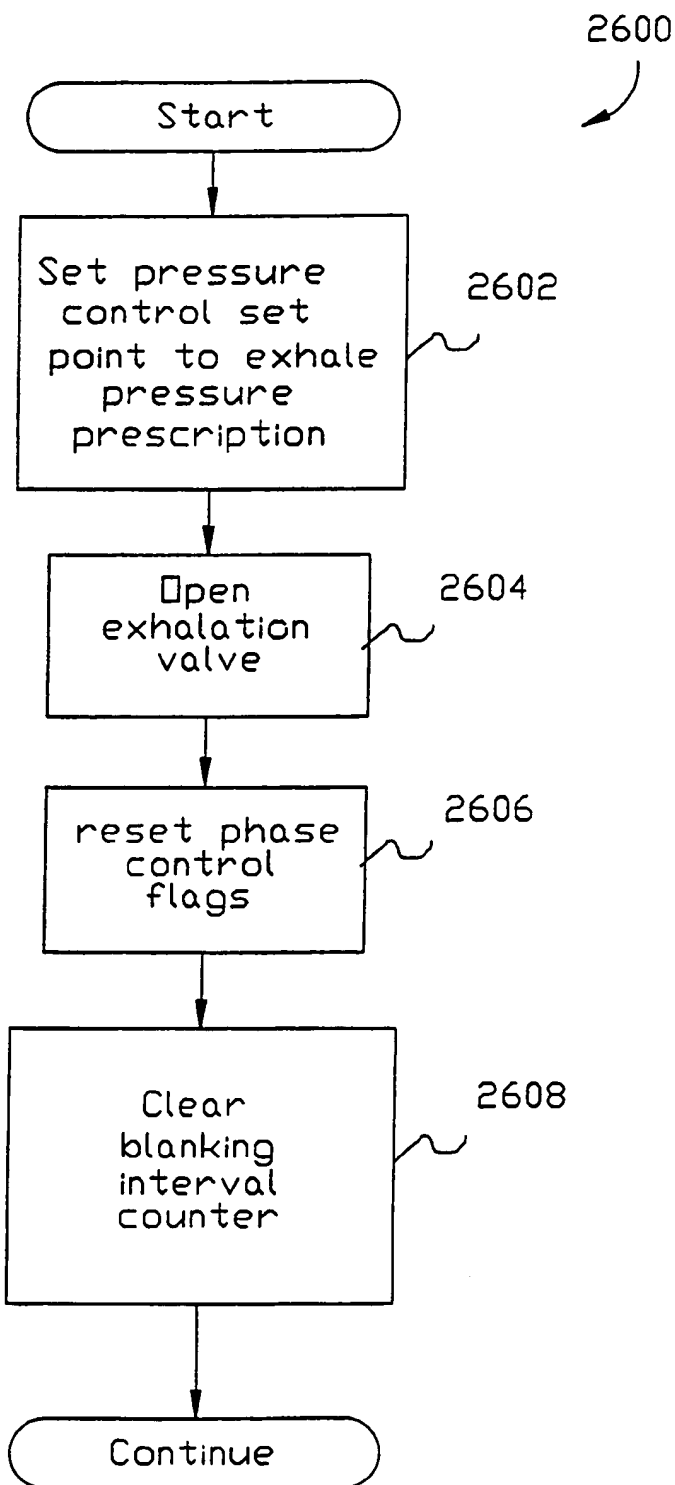 2600
Start
Set pressure
control set
point to exhale
pressure
prescription
2602
Open
exhalation
valve
2604
reset phase
control
flags
2606
Clear
blanking
interval
counter
2608
Continue